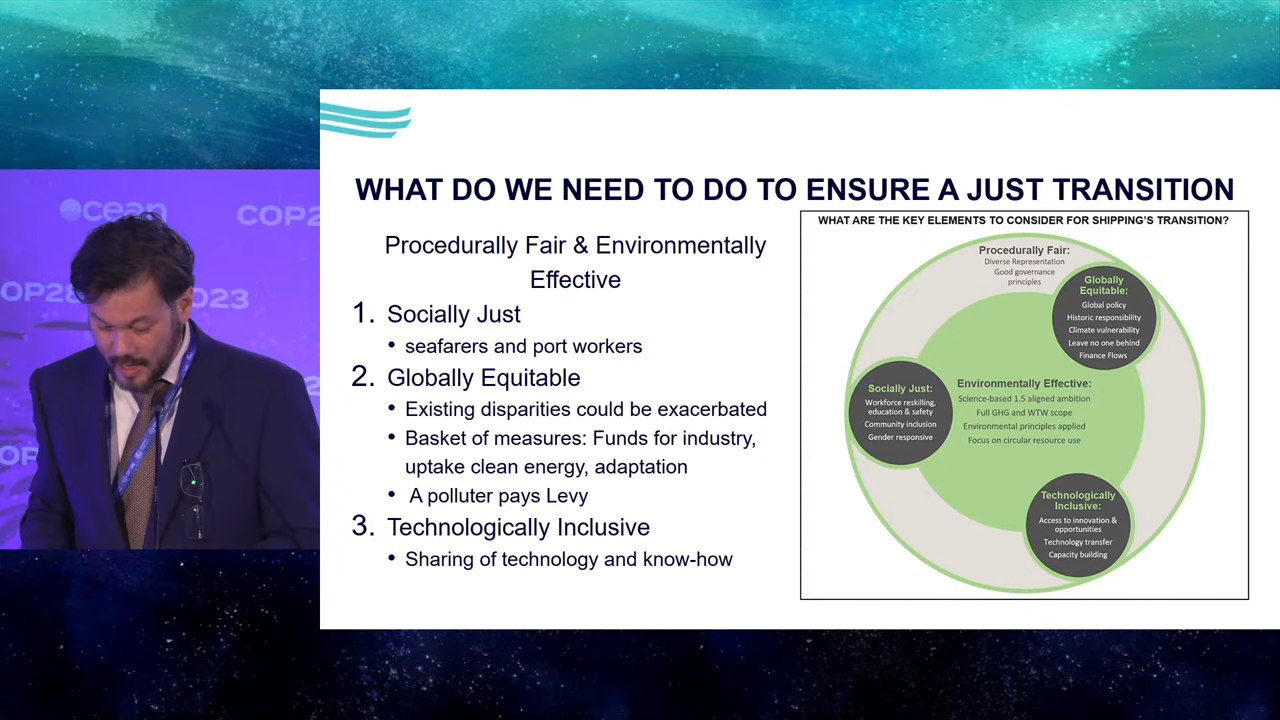 ocean
COP2
OP28
2023
OP
WHAT DO WE NEED TO DO TO ENSURE A JUST TRANSITION
Procedurally Fair & Environmentally
Effective
1. Socially Just
• seafarers and port workers
2. Globally Equitable
• Existing disparities could be exacerbated
• Basket of measures: Funds for industry,
uptake clean energy, adaptation
• A polluter pays Levy
3. Technologically Inclusive
• Sharing of technology and know-how
WHAT ARE THE KEY ELEMENTS TO CONSIDER FOR SHIPPING'S TRANSITION?
Procedurally Fair:
Diverse Representation
Good governance
principles
Globally
Equitable:
Global policy
Historic responsibility
Climate vulnerability
Leave no one behind
Finance Flows
Socially Just:
Workforce reskilling,
education & safety
Community inclusion
Gender responsive
Environmentally Effective:
Science-based 1.5 aligned ambition
Full GHG and WTW scope
Environmental principles applied
Focus on circular resource use
Technologically
Inclusive:
Access to innovation &
opportunities
Technology transfer
Capacity building